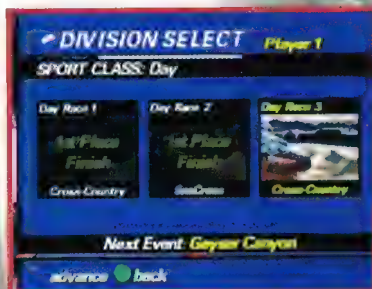 DIVISION SELECT Player 1
SPORT CLASS: Day
Day Race 1 Day Race 2 Day Race 3
1st Place 1st Place
Finish Finish
Cross-Country SnoCross Cross-Country
Next Event: Geyser Canyon
advance back